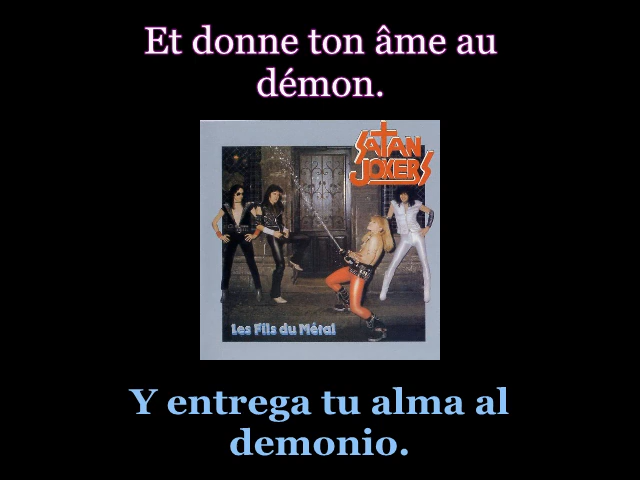 Et donne ton âme au
démon.
SATAN
JOKERS
Les Fils du Métal
Y entrega tu alma al
demonio.